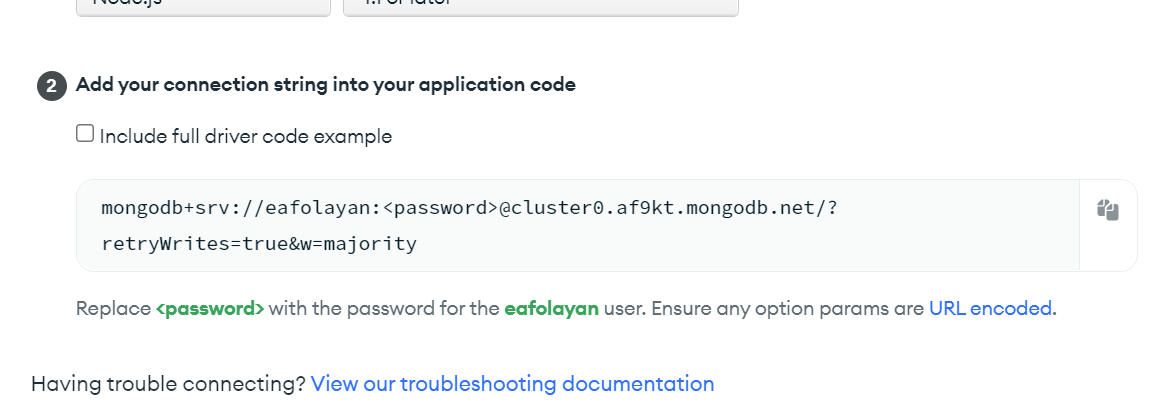 2 Add your connection string into your application code
Include full driver code example
mongodb+srv://eafolayan:<password>@cluster0.af9kt.mongodb.net/?
retryWrites=true&w=majority
Replace <password> with the password for the eafolayan user. Ensure any option params are URL encoded.
Having trouble connecting? View our troubleshooting documentation